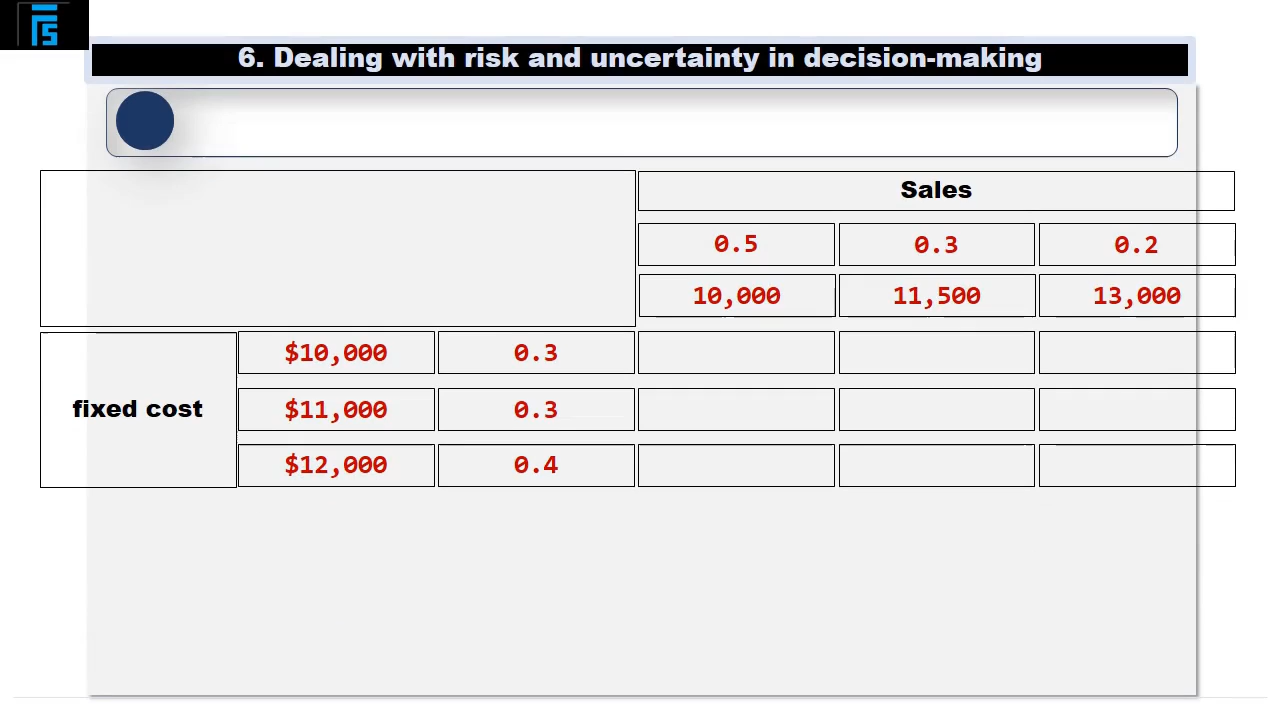 FTS
6. Dealing with risk and uncertainty in decision-making
Sales
0.5 0.3 0.2
10,000 11,500 13,000
fixed cost
$10,000 0.3
$11,000 0.3
$12,000 0.4